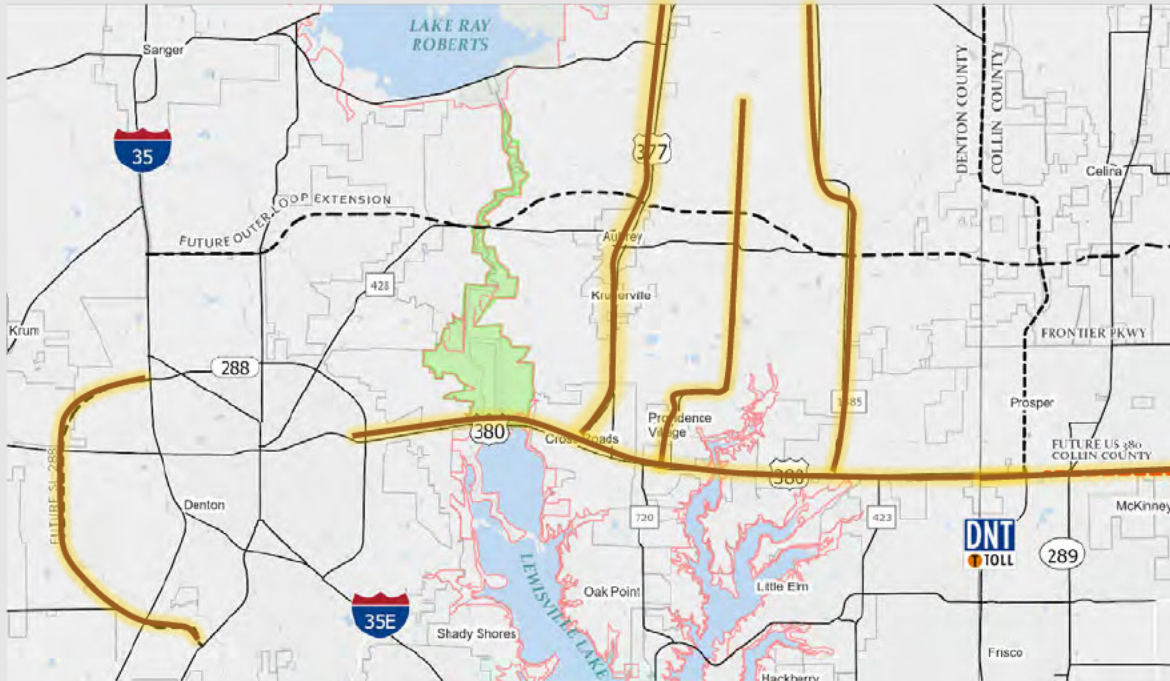 LAKE RAY
ROBERTS
Sanger
35
377
DENTON COUNTY
COLLIN COUNTY
Celina
FUTURE OUTER LOOP EXTENSION
Aubrey
428
Krugerville
Krum
FRONTIER PKWY
288
1385
Prosper
Providence
Village
380
Cross Roads
FUTURE US 380
COLLIN COUNTY
380
FUTURE SL 288
Denton
720
423
McKinney
DNT
T TOLL
289
LEWISVILLE LAKE
Oak Point
Little Elm
35E
Shady Shores
Frisco
Hackberry